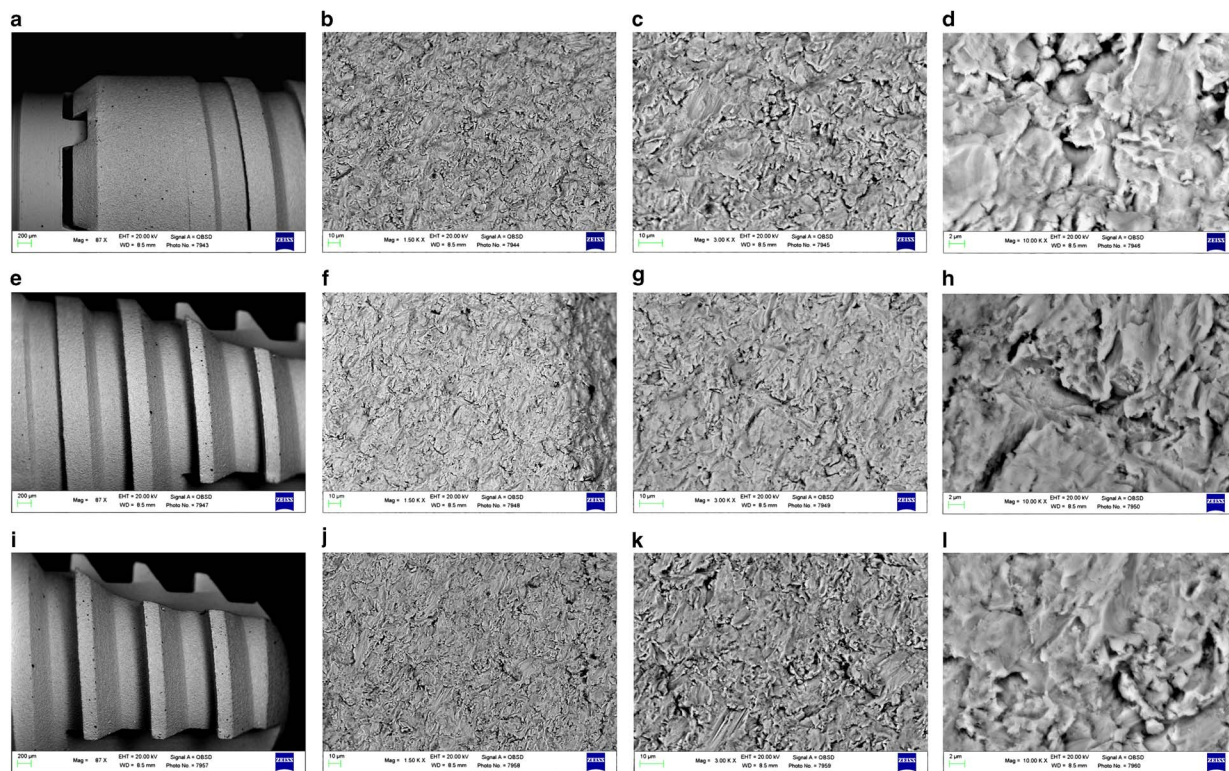 a
b
c
d
200 µm Mag = 87 X EHT = 20.00 kV Signal A = QBSD
WD = 8.5 mm Photo No. = 7943 ZEISS
10 µm Mag = 1.50 K X EHT = 20.00 kV Signal A = QBSD
WD = 8.5 mm Photo No. = 7944 ZEISS
10 µm Mag = 3.00 K X EHT = 20.00 kV Signal A = QBSD
WD = 8.5 mm Photo No. = 7945 ZEISS
2 µm Mag = 10.00 K X EHT = 20.00 kV Signal A = QBSD
WD = 8.5 mm Photo No. = 7946 ZEISS
e
f
g
h
200 µm Mag = 87 X EHT = 20.00 kV Signal A = QBSD
WD = 8.5 mm Photo No. = 7947 ZEISS
10 µm Mag = 1.50 K X EHT = 20.00 kV Signal A = QBSD
WD = 8.5 mm Photo No. = 7948 ZEISS
10 µm Mag = 3.00 K X EHT = 20.00 kV Signal A = QBSD
WD = 8.5 mm Photo No. = 7949 ZEISS
2 µm Mag = 10.00 K X EHT = 20.00 kV Signal A = QBSD
WD = 8.5 mm Photo No. = 7950 ZEISS
i
j
k
l
200 µm Mag = 87 X EHT = 20.00 kV Signal A = QBSD
WD = 8.5 mm Photo No. = 7957 ZEISS
10 µm Mag = 1.50 K X EHT = 20.00 kV Signal A = QBSD
WD = 8.5 mm Photo No. = 7958 ZEISS
10 µm Mag = 3.00 K X EHT = 20.00 kV Signal A = QBSD
WD = 8.5 mm Photo No. = 7959 ZEISS
2 µm Mag = 10.00 K X EHT = 20.00 kV Signal A = QBSD
WD = 8.5 mm Photo No. = 7960 ZEISS